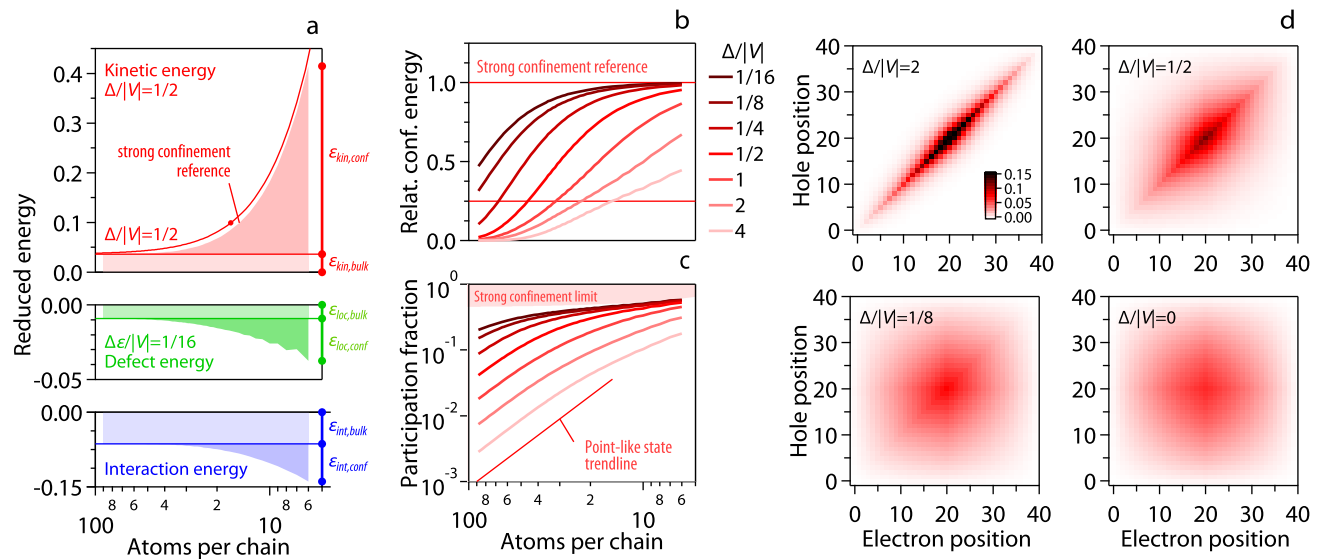 a
Reduced energy
0.4
0.3
0.2
0.1
0.0
Kinetic energy
Δ/|V|=1/2
strong confinement
reference
Δ/|V|=1/2
εkin,conf
εkin,bulk
0.00
-0.05
Δε/|V|=1/16
Defect energy
εloc,bulk
εloc,conf
0.00
-0.15
Interaction energy
εint,bulk
εint,conf
100 8 6 4 2 10 8 6
Atoms per chain
b
Relat. conf. energy
1.0
0.5
0.0
Strong confinement reference
Δ/|V|
1/16
1/8
1/4
1/2
1
2
4
c
Participation fraction
10^0
10^-1
10^-2
10^-3
Strong confinement limit
Point-like state
trendline
100 8 6 4 2 10 8 6
Atoms per chain
d
Hole position
40
30
20
10
0
Δ/|V|=2
0.15
0.10
0.05
0.00
0 10 20 30 40
40
30
20
10
0
Δ/|V|=1/2
0 10 20 30 40
Hole position
40
30
20
10
0
Δ/|V|=1/8
0 10 20 30 40
Electron position
40
30
20
10
0
Δ/|V|=0
0 10 20 30 40
Electron position